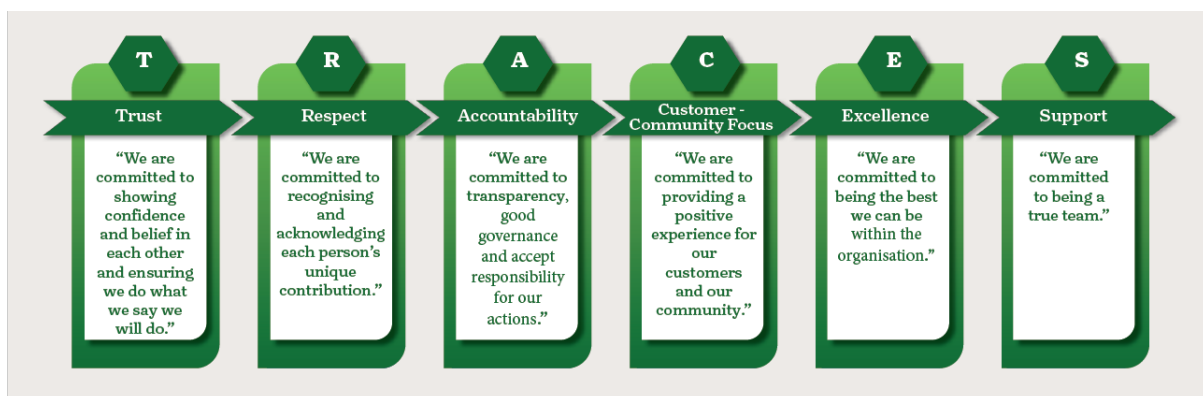 T
Trust
“We are
committed to
showing
confidence
and belief in
each other
and ensuring
we do what
we say we
will do.”
R
Respect
“We are
committed to
recognising
and
acknowledging
each person’s
unique
contribution.”
A
Accountability
“We are
committed to
transparency,
good
governance
and accept
responsibility
for our
actions.”
C
Customer -
Community Focus
“We are
committed to
providing a
positive
experience for
our
customers
and our
community.”
E
Excellence
“We are
committed to
being the best
we can be
within the
organisation.”
S
Support
“We are
committed
to being a
true team.”